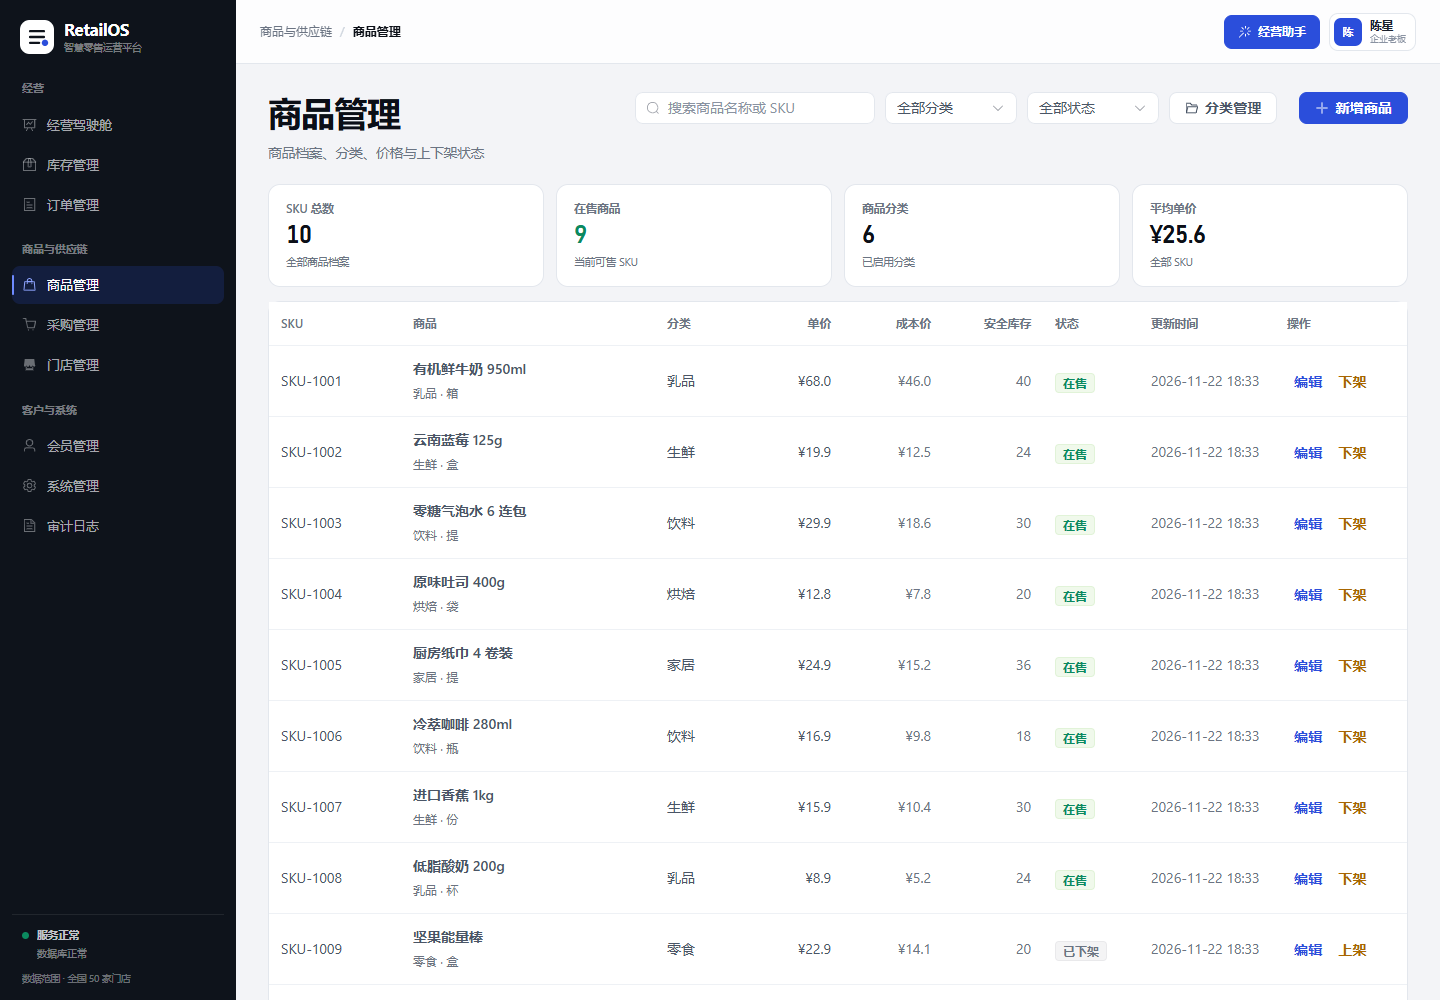 RetailOS
智慧零售运营平台
经营
经营驾驶舱
库存管理
订单管理
商品与供应链
商品管理
采购管理
门店管理
客户与系统
会员管理
系统管理
审计日志
服务正常
数据库正常
数据范围 · 全国 50 家门店
商品与供应链 / 商品管理
经营助手
陈 陈星
企业老板
商品管理
商品档案、分类、价格与上下架状态
搜索商品名称或 SKU
全部分类
全部状态
分类管理
新增商品
SKU 总数
10
全部商品档案
在售商品
9
当前可售 SKU
商品分类
6
已启用分类
平均单价
¥25.6
全部 SKU
SKU 商品 分类 单价 成本价 安全库存 状态 更新时间 操作
SKU-1001 有机鲜牛奶 950ml 乳品 ¥68.0 ¥46.0 40 在售 2026-11-22 18:33 编辑 下架
乳品 · 箱
SKU-1002 云南蓝莓 125g 生鲜 ¥19.9 ¥12.5 24 在售 2026-11-22 18:33 编辑 下架
生鲜 · 盒
SKU-1003 零糖气泡水 6 连包 饮料 ¥29.9 ¥18.6 30 在售 2026-11-22 18:33 编辑 下架
饮料 · 提
SKU-1004 原味吐司 400g 烘焙 ¥12.8 ¥7.8 20 在售 2026-11-22 18:33 编辑 下架
烘焙 · 袋
SKU-1005 厨房纸巾 4 卷装 家居 ¥24.9 ¥15.2 36 在售 2026-11-22 18:33 编辑 下架
家居 · 提
SKU-1006 冷萃咖啡 280ml 饮料 ¥16.9 ¥9.8 18 在售 2026-11-22 18:33 编辑 下架
饮料 · 瓶
SKU-1007 进口香蕉 1kg 生鲜 ¥15.9 ¥10.4 30 在售 2026-11-22 18:33 编辑 下架
生鲜 · 份
SKU-1008 低脂酸奶 200g 乳品 ¥8.9 ¥5.2 24 在售 2026-11-22 18:33 编辑 下架
乳品 · 杯
SKU-1009 坚果能量棒 零食 ¥22.9 ¥14.1 20 已下架 2026-11-22 18:33 编辑 上架
零食 · 盒